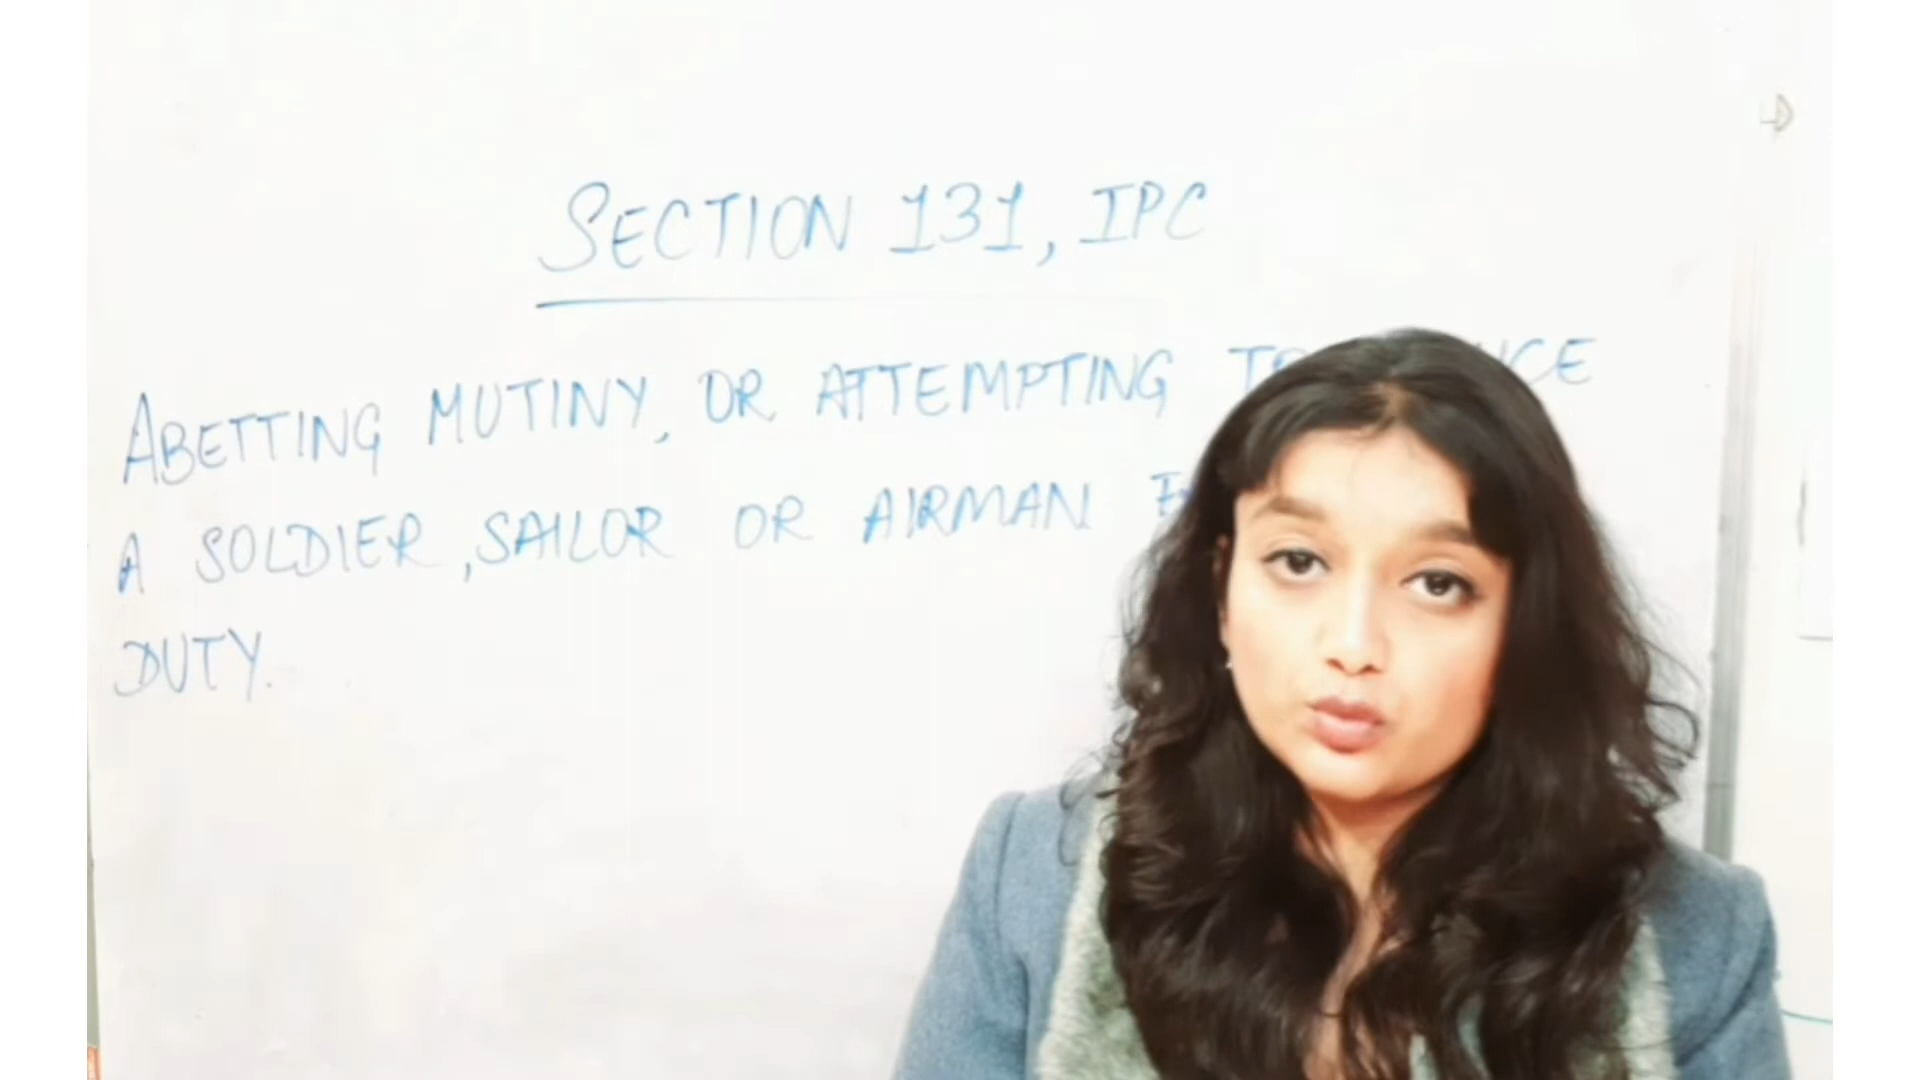 SECTION 131, IPC
ABETTING MUTINY, OR ATTEMPTING
A SOLDIER, SAILOR OR AIRMAN
DUTY.